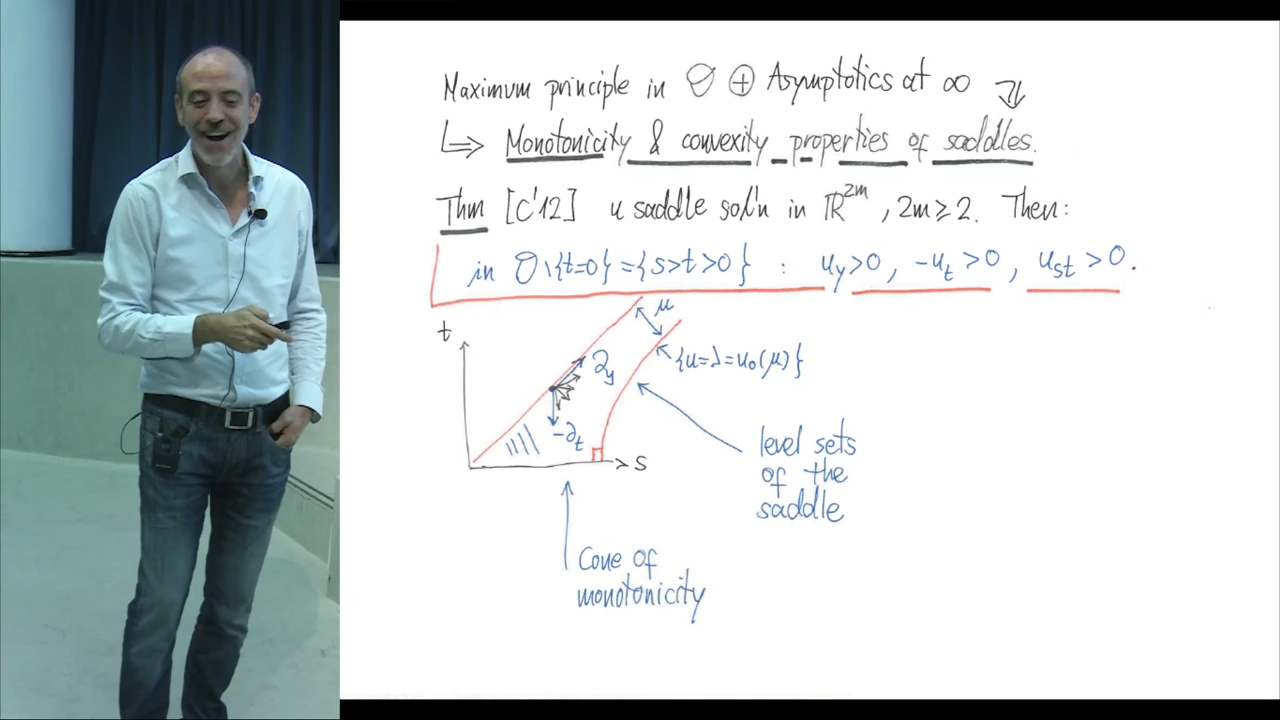 Maximum principle in 𝒪 ⊕ Asymptotics at ∞ ⇓
↳⇒ Monotonicity & convexity properties of saddles.
Thm [C'12] u saddle sol'n in ℝ^{2m}, 2m ≥ 2. Then:
in 𝒪\{t=0} = {s>t>0} : u_y>0, -u_t>0, u_{st}>0.
t
μ
{u=λ=u_0(μ)}
∂_y
-∂_t
s
level sets
of the
saddle
Cone of
monotonicity